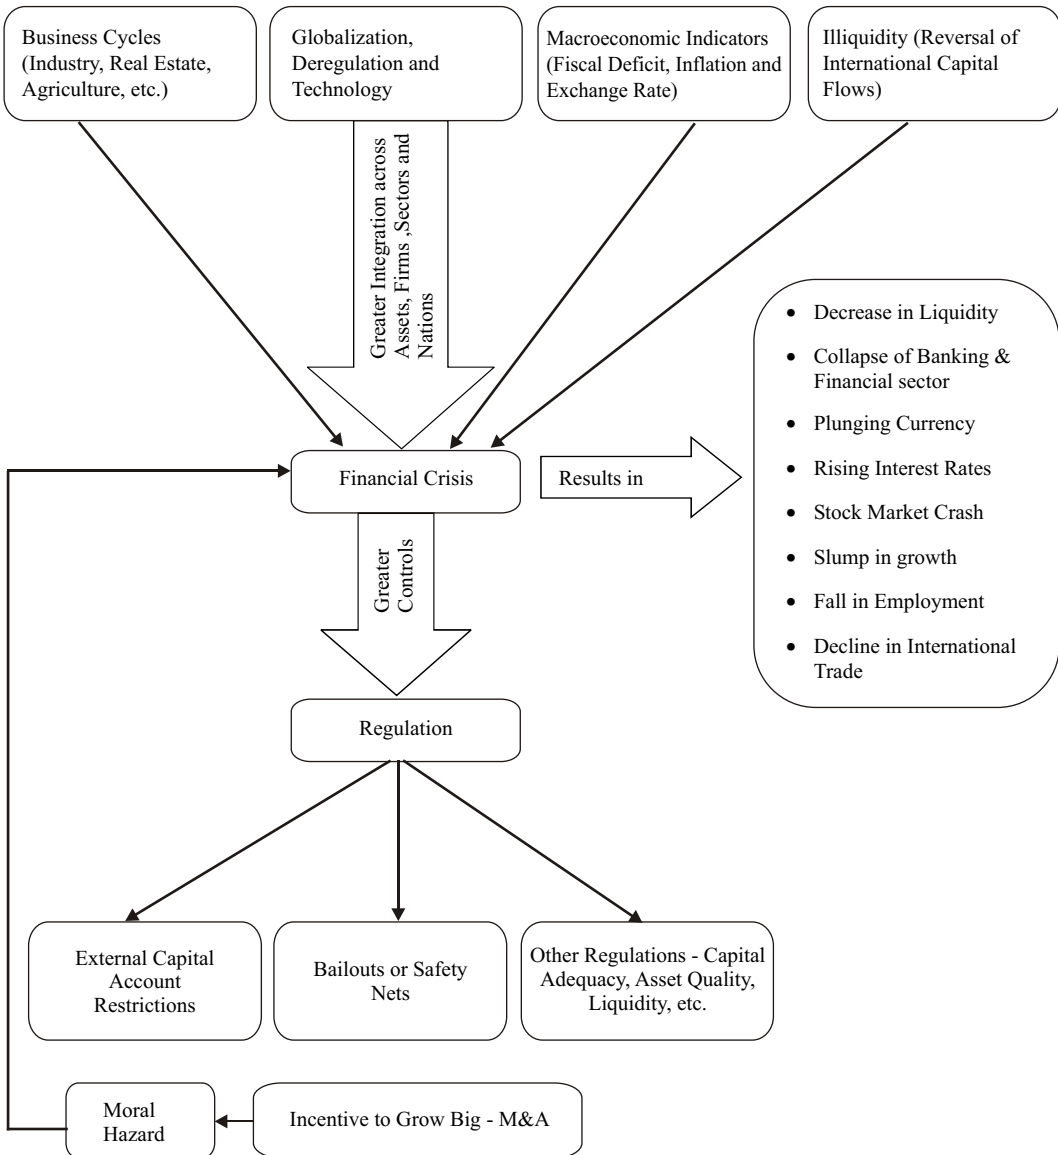 Business Cycles
(Industry, Real Estate,
Agriculture, etc.)
Globalization,
Deregulation and
Technology
Macroeconomic Indicators
(Fiscal Deficit, Inflation and
Exchange Rate)
Illiquidity (Reversal of
International Capital
Flows)
Greater Integration across
Assets, Firms ,Sectors and
Nations
• Decrease in Liquidity
• Collapse of Banking &
Financial sector
• Plunging Currency
• Rising Interest Rates
• Stock Market Crash
• Slump in growth
• Fall in Employment
• Decline in International
Trade
Financial Crisis
Results in
Greater
Controls
Regulation
External Capital
Account
Restrictions
Bailouts or Safety
Nets
Other Regulations - Capital
Adequacy, Asset Quality,
Liquidity, etc.
Moral
Hazard
Incentive to Grow Big - M&A